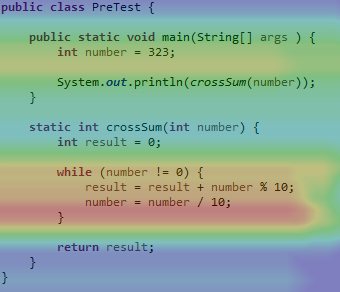 public class PreTest {
public static void main(String[] args ) {
int number = 323;
System.out.println(crossSum(number));
}
static int crossSum(int number) {
int result = 0;
while (number != 0) {
result = result + number % 10;
number = number / 10;
}
return result;
}
}